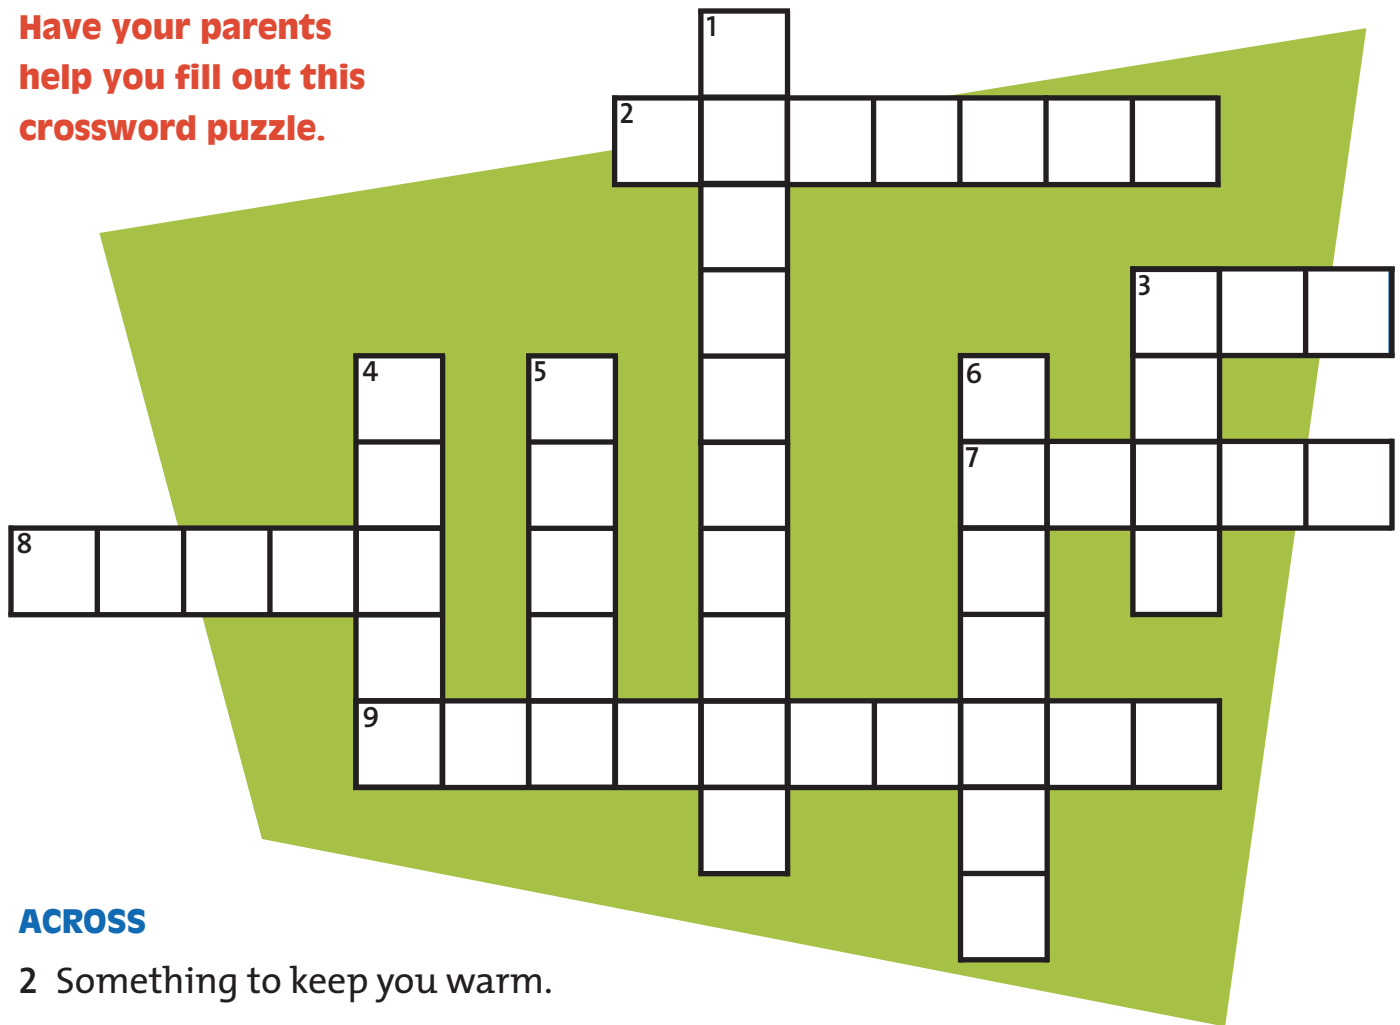 Have your parents
help you fill out this
crossword puzzle.
1
2
3
4 5 6
7
8
9
ACROSS
2 Something to keep you warm.